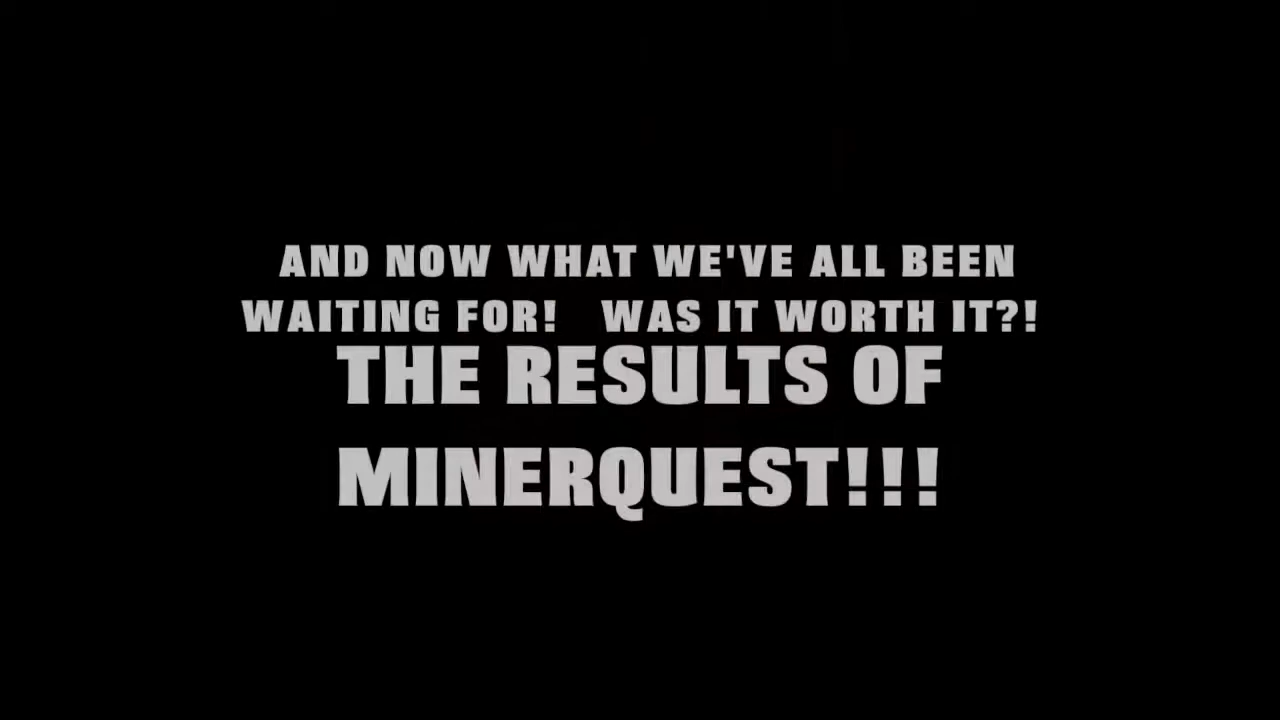 AND NOW WHAT WE'VE ALL BEEN
WAITING FOR! WAS IT WORTH IT?!
THE RESULTS OF
MINERQUEST!!!